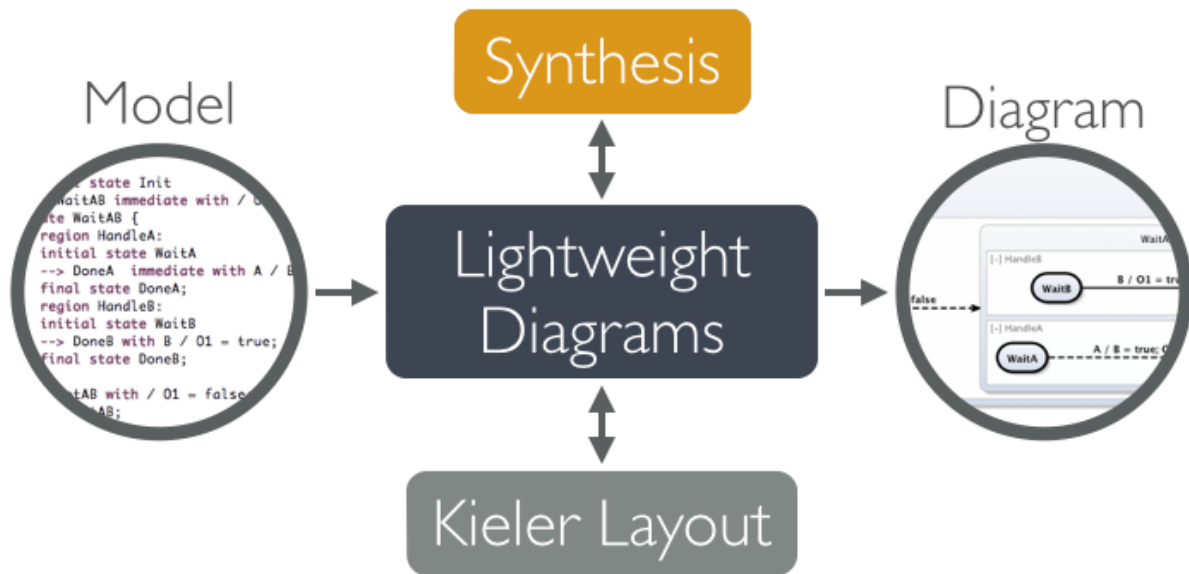 Synthesis
Model
Diagram
state Init
WaitAB immediate with /
WaitAB {
region HandleA:
initial state WaitA
--> DoneA immediate with A / B
final state DoneA;
region HandleB:
initial state WaitB
--> DoneB with B / O1 = true;
final state DoneB;
with / O1 = false
Lightweight
Diagrams
WaitA
[-] HandleB
B / O1 =
WaitB
false
[-] HandleA
A / B = true;
WaitA
Kieler Layout